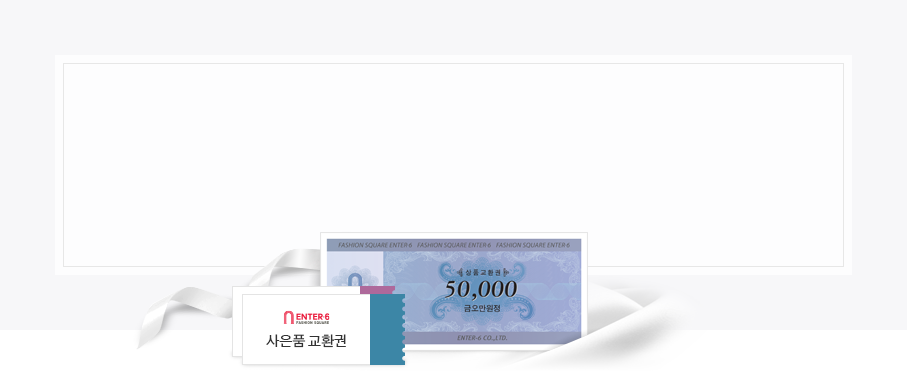 FASHION SQUARE ENTER·6 FASHION SQUARE ENTER·6 FASHION SQUARE ENTER·6
상품교환권
50,000
금오만원정
ENTER·6 CO.,LTD.
ENTER·6
FASHION SQUARE
사은품 교환권